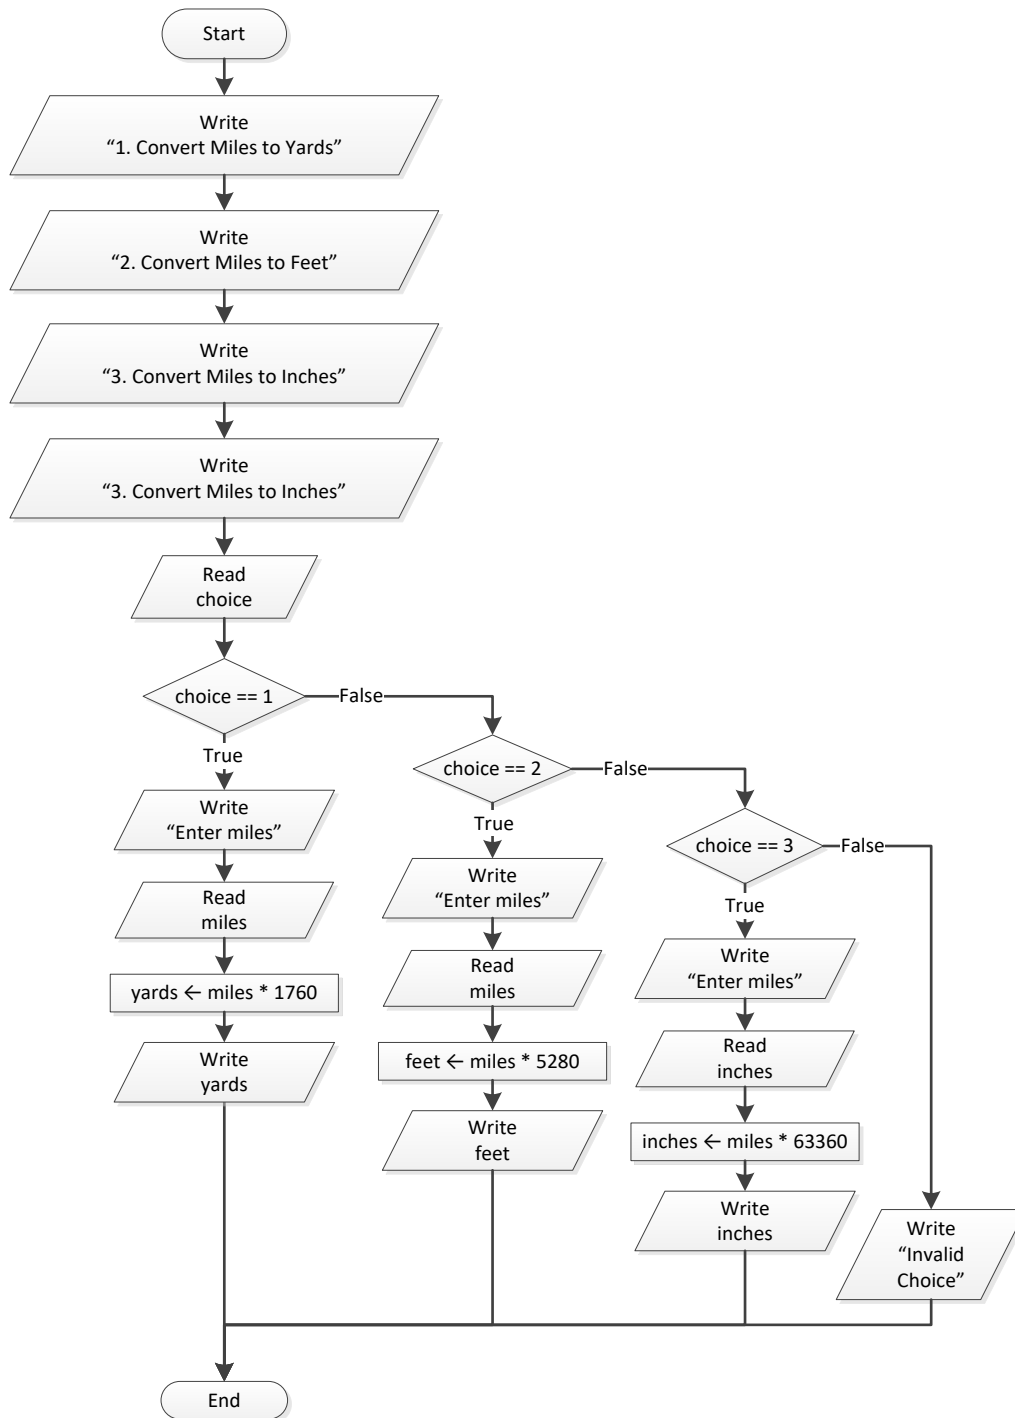 Start
Write
“1. Convert Miles to Yards”
Write
“2. Convert Miles to Feet”
Write
“3. Convert Miles to Inches”
Write
“3. Convert Miles to Inches”
Read
choice
choice == 1
False
True
Write
“Enter miles”
Read
miles
yards ← miles * 1760
Write
yards
choice == 2
False
True
Write
“Enter miles”
Read
miles
feet ← miles * 5280
Write
feet
choice == 3
False
True
Write
“Enter miles”
Read
inches
inches ← miles * 63360
Write
inches
Write
“Invalid
Choice”
End